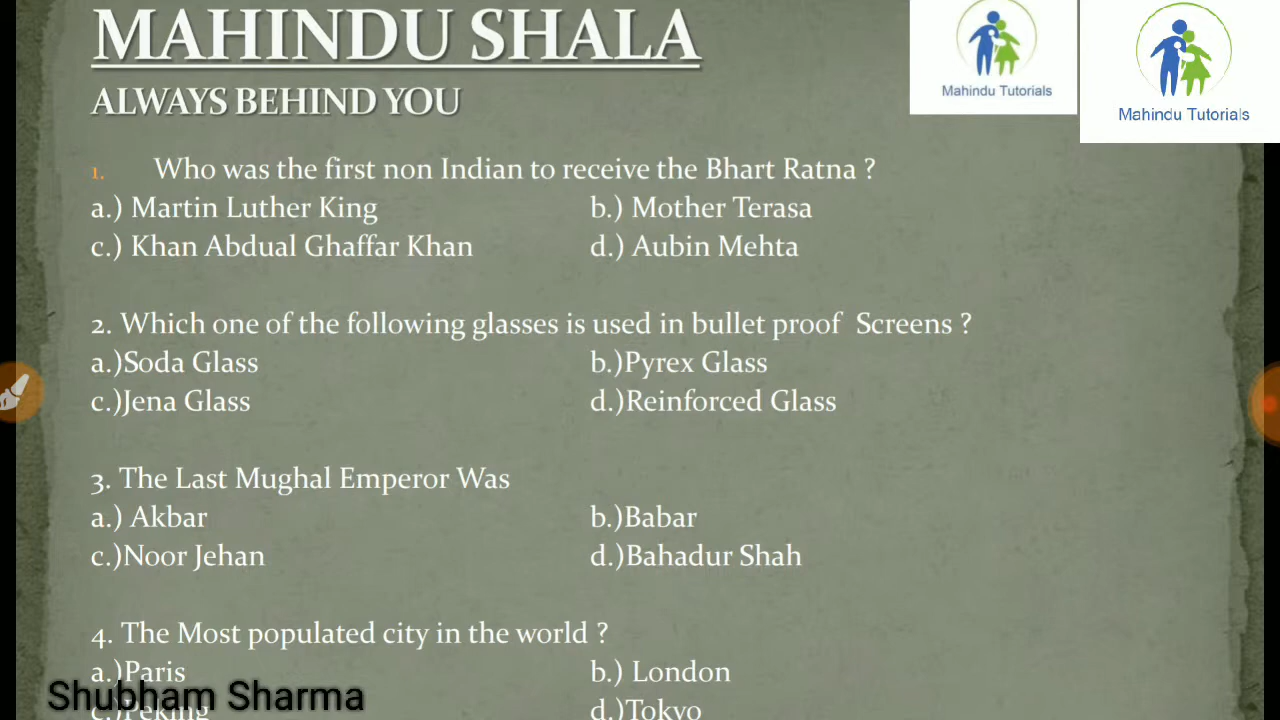 MAHINDU SHALA
ALWAYS BEHIND YOU
Mahindu Tutorials
Mahindu Tutorials
1. Who was the first non Indian to receive the Bhart Ratna ?
a.) Martin Luther King b.) Mother Terasa
c.) Khan Abdual Ghaffar Khan d.) Aubin Mehta
2. Which one of the following glasses is used in bullet proof Screens ?
a.)Soda Glass b.)Pyrex Glass
c.)Jena Glass d.)Reinforced Glass
3. The Last Mughal Emperor Was
a.) Akbar b.)Babar
c.)Noor Jehan d.)Bahadur Shah
4. The Most populated city in the world ?
a.)Paris b.) London
Shubham Sharma
c.)Peking d.)Tokyo